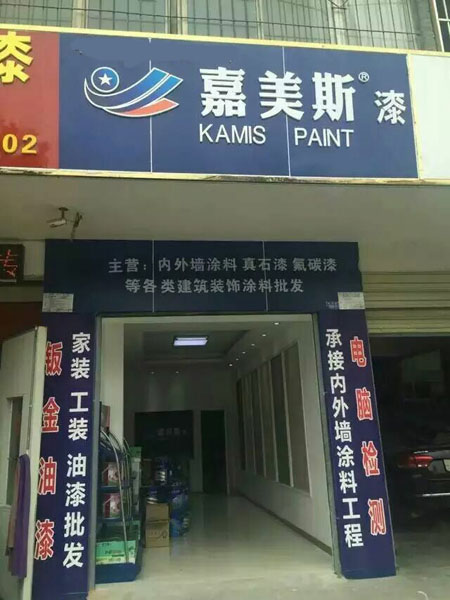 漆
02
嘉美斯®漆
KAMIS PAINT
主营：内外墙涂料 真石漆 氟碳漆
等各类建筑装饰涂料批发
钣金油漆
家装工装油漆批发
承接内外墙涂料工程
电脑检测